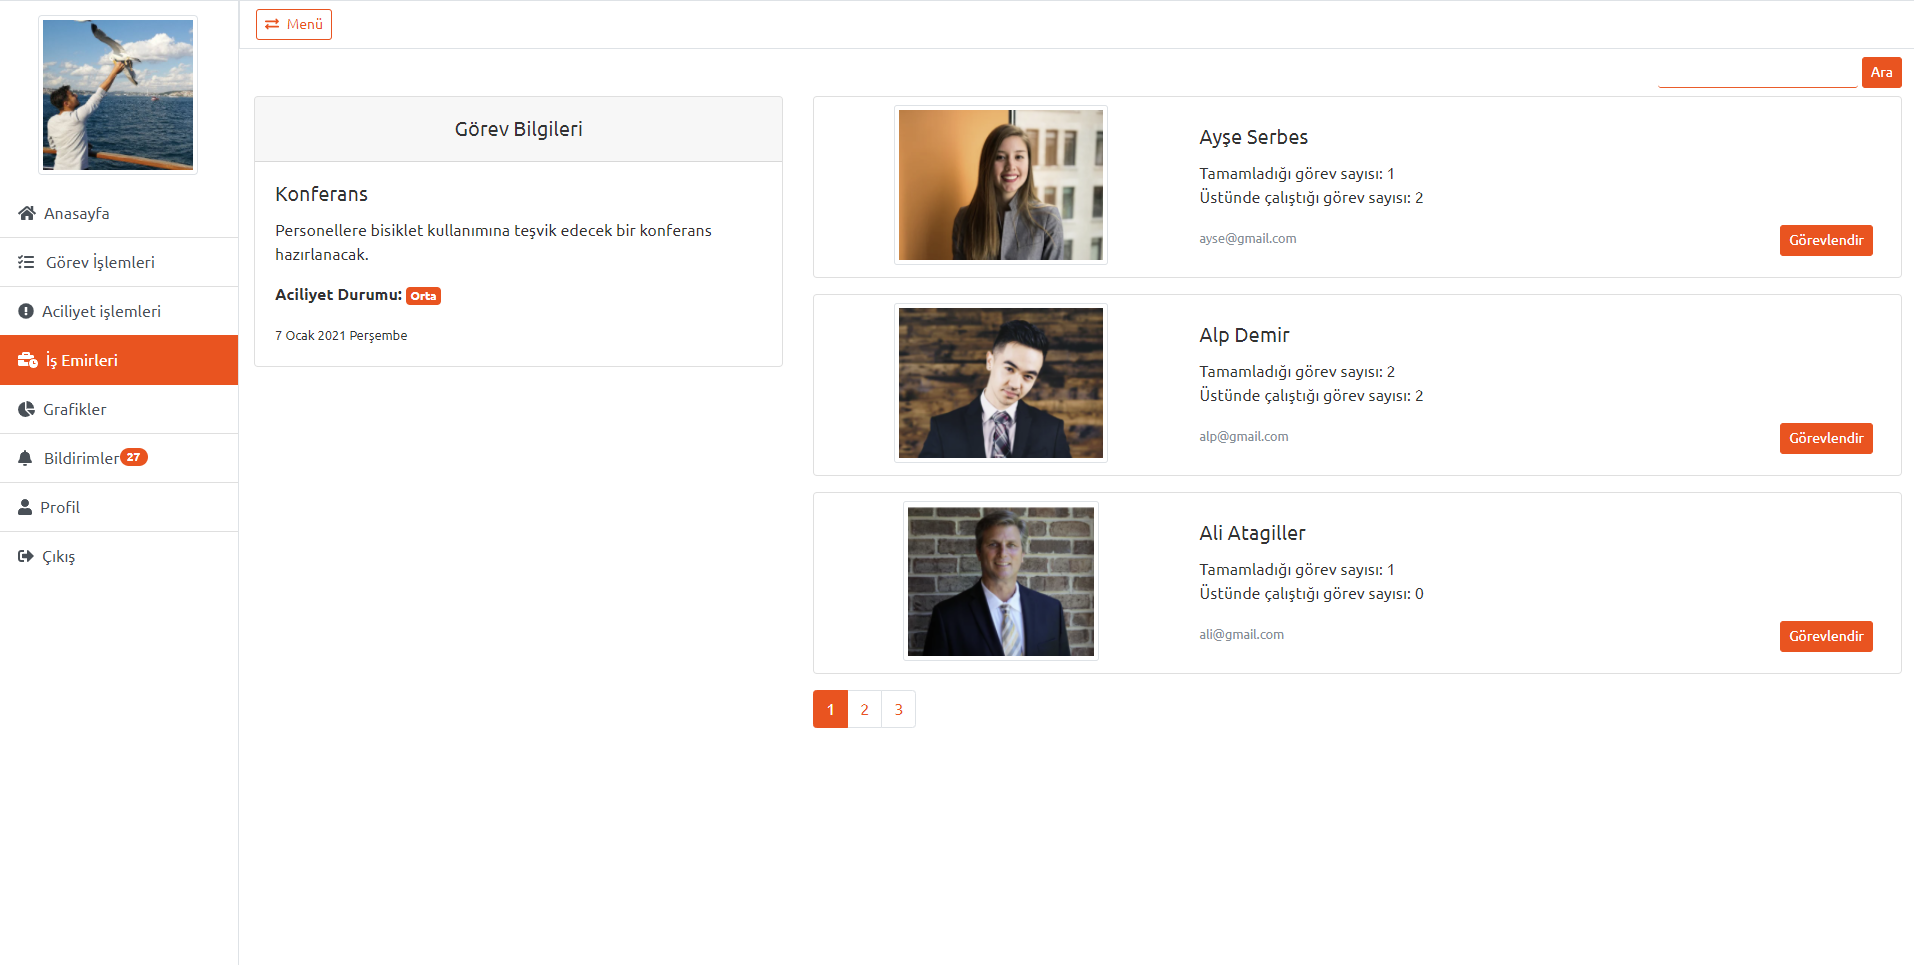 Menü
Ara
Anasayfa
Görev İşlemleri
Aciliyet işlemleri
İş Emirleri
Grafikler
Bildirimler 27
Profil
Çıkış
Görev Bilgileri
Konferans
Personellere bisiklet kullanımına teşvik edecek bir konferans
hazırlanacak.
Aciliyet Durumu: Orta
7 Ocak 2021 Perşembe
Ayşe Serbes
Tamamladığı görev sayısı: 1
Üstünde çalıştığı görev sayısı: 2
ayse@gmail.com
Görevlendir
Alp Demir
Tamamladığı görev sayısı: 2
Üstünde çalıştığı görev sayısı: 2
alp@gmail.com
Görevlendir
Ali Atagiller
Tamamladığı görev sayısı: 1
Üstünde çalıştığı görev sayısı: 0
ali@gmail.com
Görevlendir
1 2 3